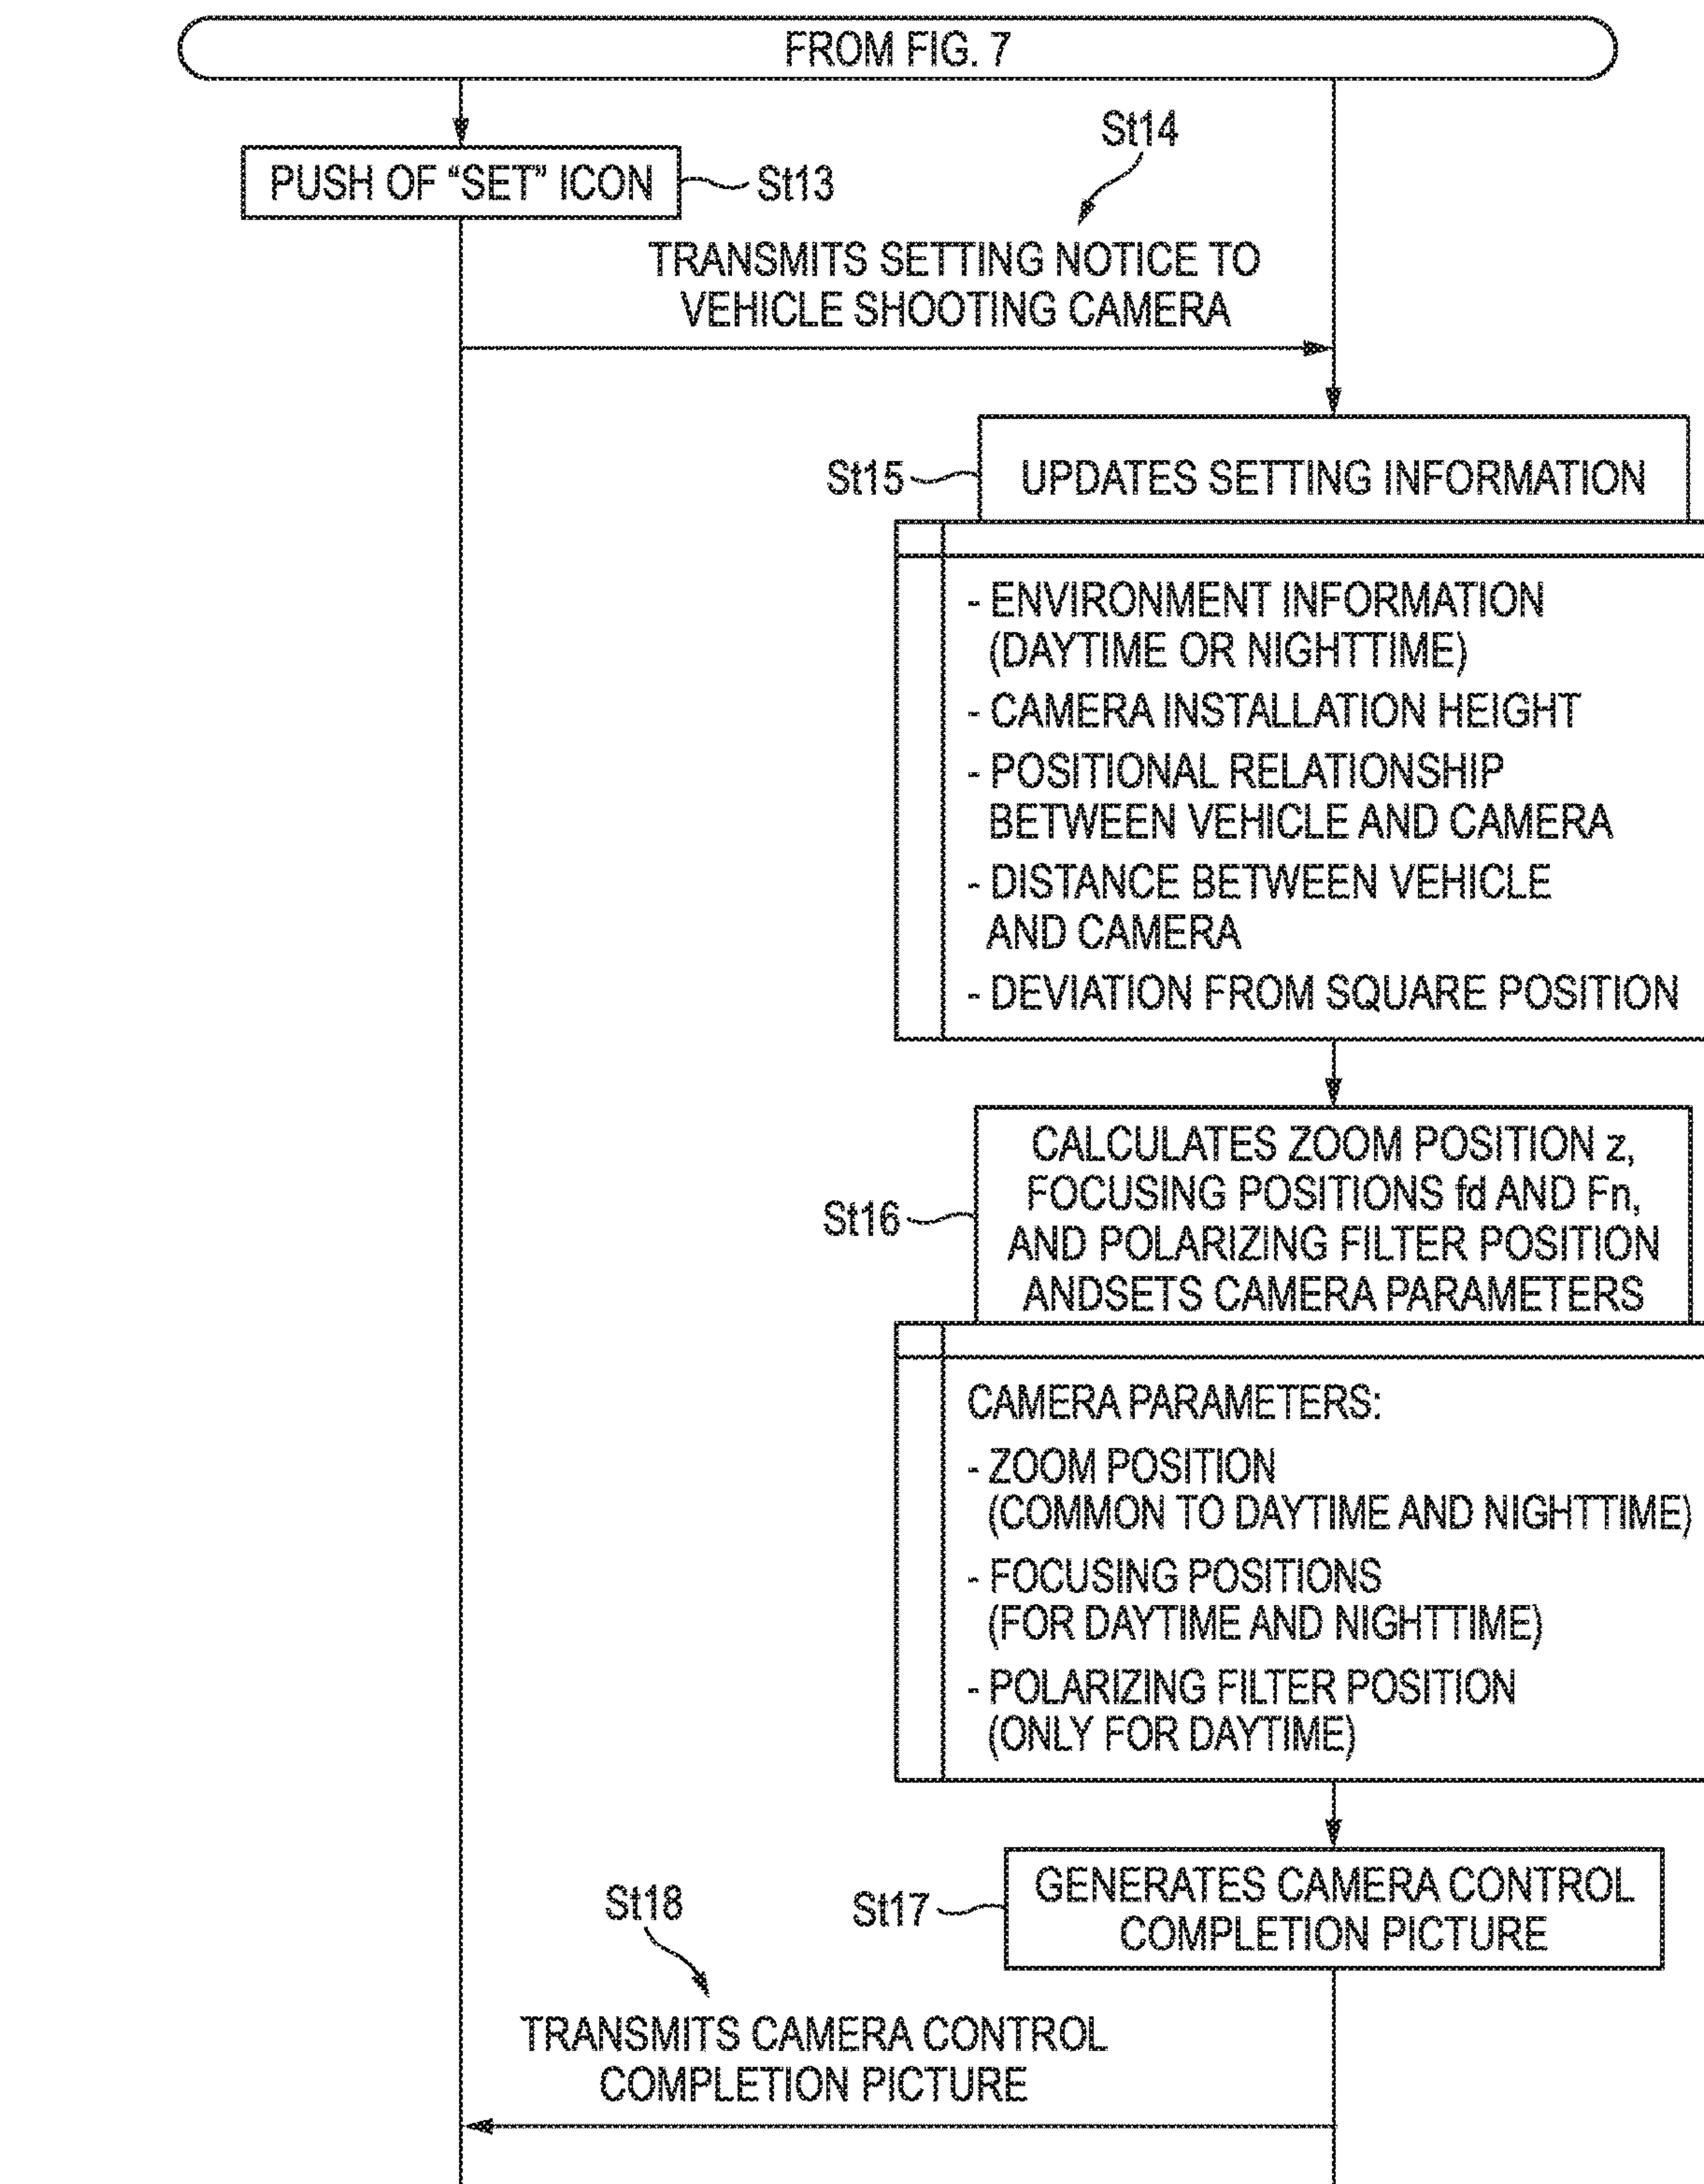 FROM FIG. 7
St14
PUSH OF “SET” ICON
St13
TRANSMITS SETTING NOTICE TO
VEHICLE SHOOTING CAMERA
St15
UPDATES SETTING INFORMATION
- ENVIRONMENT INFORMATION
(DAYTIME OR NIGHTTIME)
- CAMERA INSTALLATION HEIGHT
- POSITIONAL RELATIONSHIP
BETWEEN VEHICLE AND CAMERA
- DISTANCE BETWEEN VEHICLE
AND CAMERA
- DEVIATION FROM SQUARE POSITION
St16
CALCULATES ZOOM POSITION z,
FOCUSING POSITIONS fd AND Fn,
AND POLARIZING FILTER POSITION
ANDSETS CAMERA PARAMETERS
CAMERA PARAMETERS:
- ZOOM POSITION
(COMMON TO DAYTIME AND NIGHTTIME)
- FOCUSING POSITIONS
(FOR DAYTIME AND NIGHTTIME)
- POLARIZING FILTER POSITION
(ONLY FOR DAYTIME)
St17
GENERATES CAMERA CONTROL
COMPLETION PICTURE
St18
TRANSMITS CAMERA CONTROL
COMPLETION PICTURE